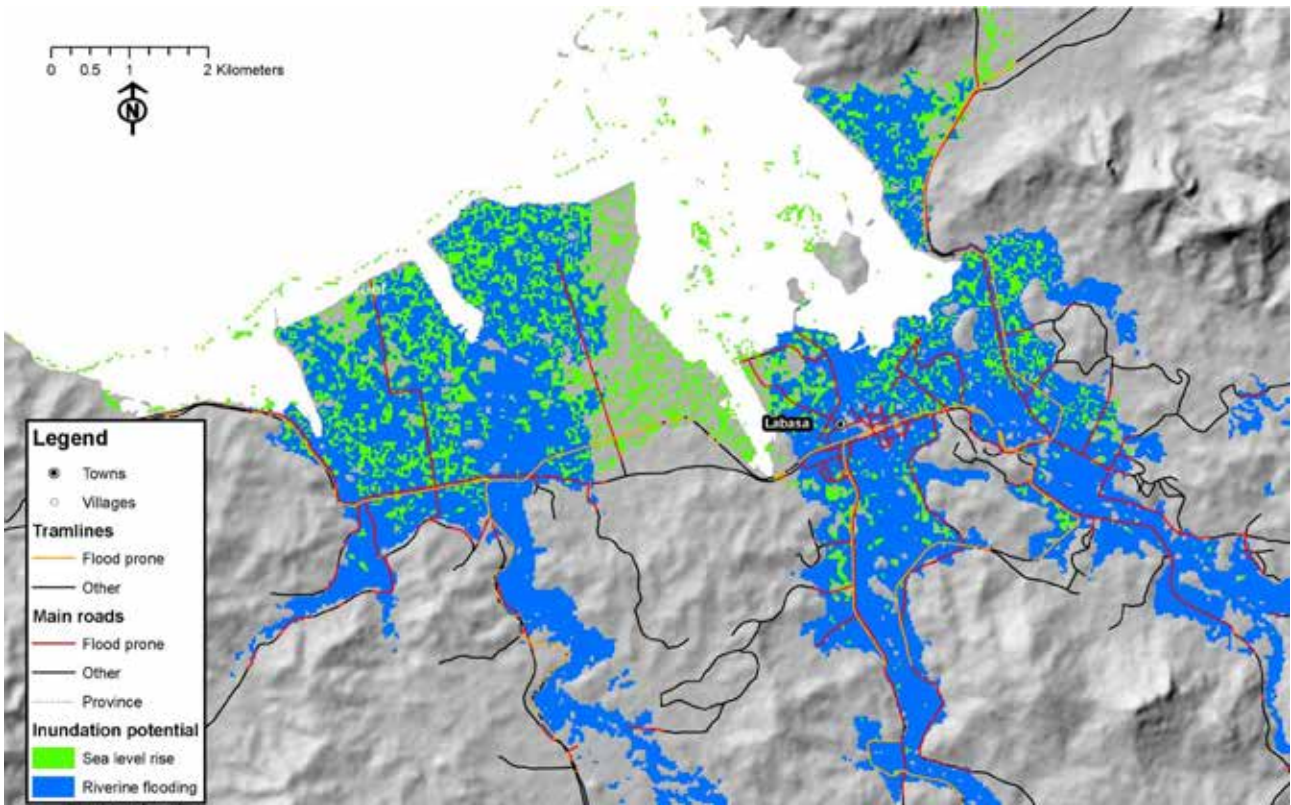 0 0.5 1 2 Kilometers
N
Labasa
Legend
Towns
Villages
Tramlines
Flood prone
Other
Main roads
Flood prone
Other
Province
Inundation potential
Sea level rise
Riverine flooding